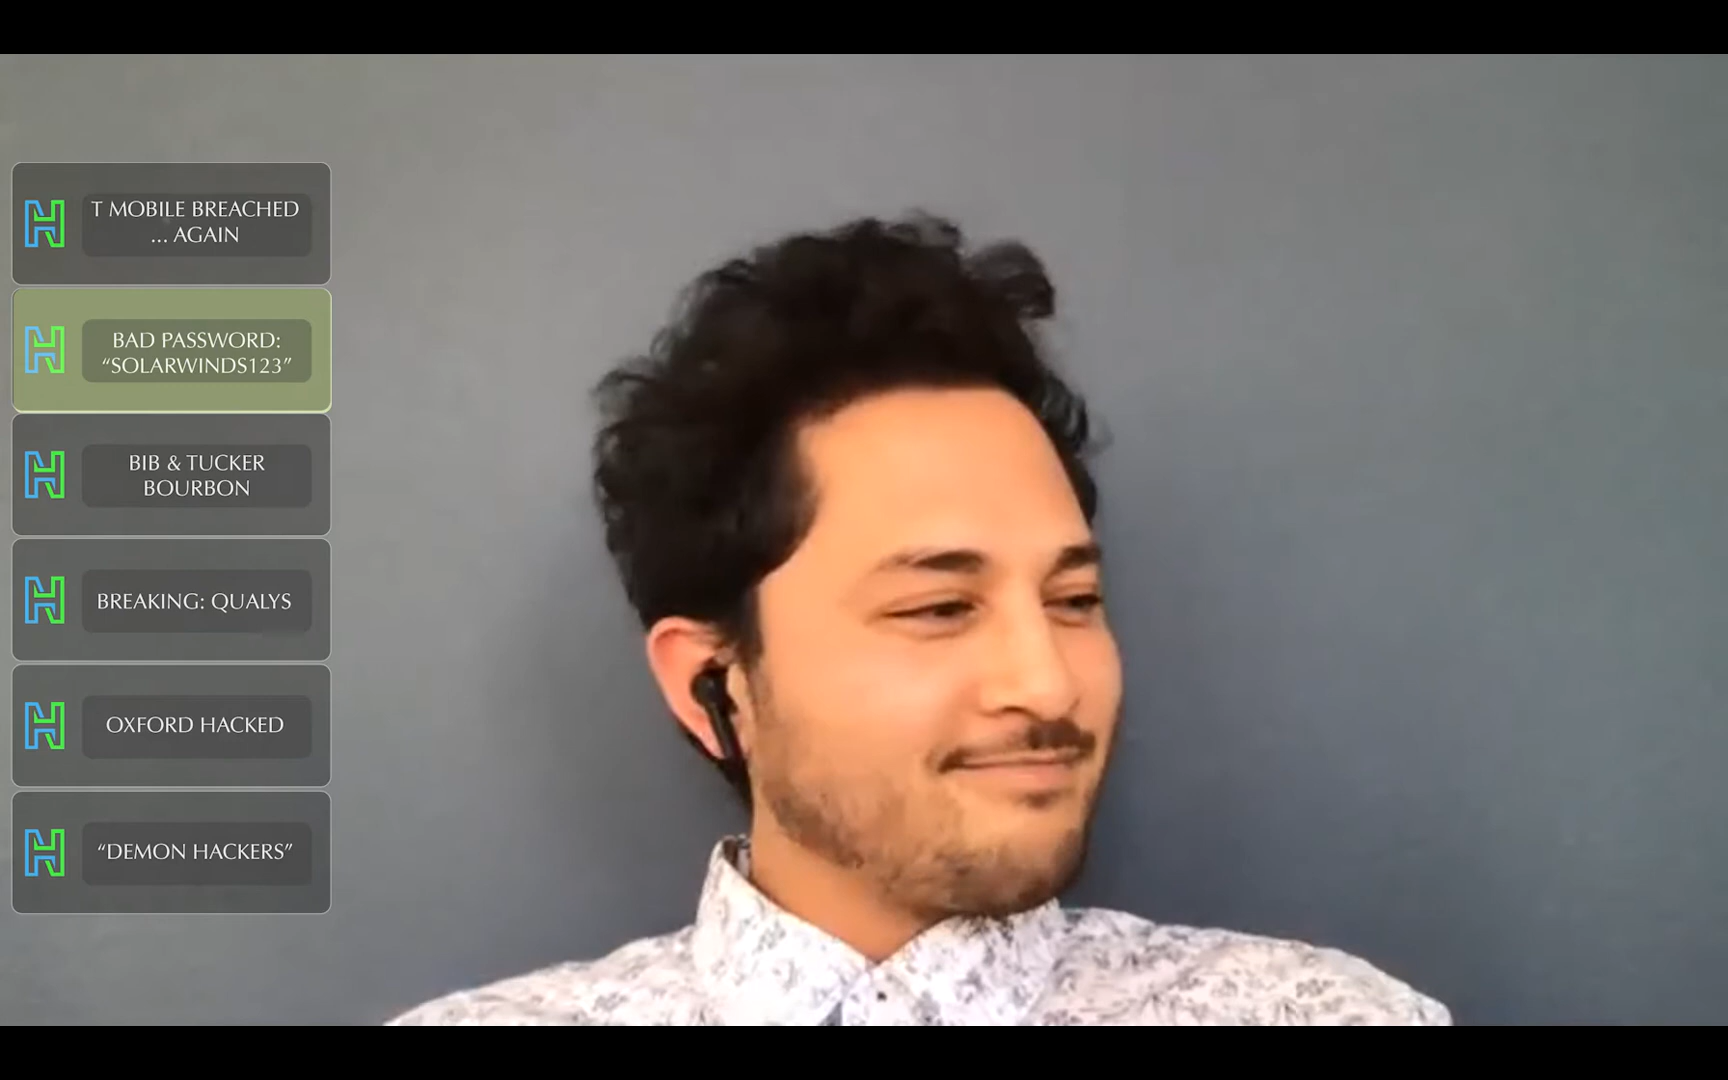 T MOBILE BREACHED
... AGAIN
BAD PASSWORD:
“SOLARWINDS123”
BIB & TUCKER
BOURBON
BREAKING: QUALYS
OXFORD HACKED
“DEMON HACKERS”